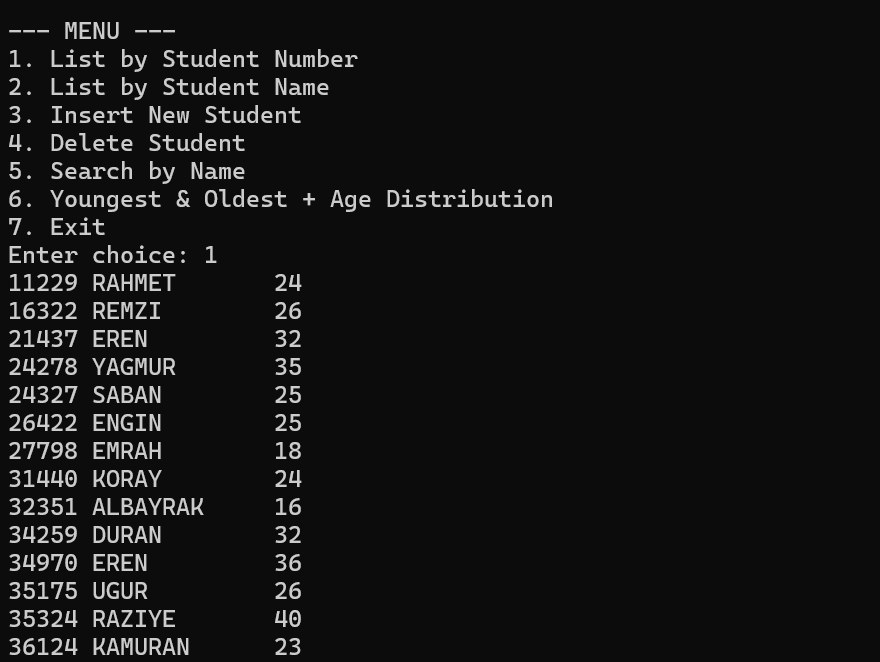 --- MENU ---
1. List by Student Number
2. List by Student Name
3. Insert New Student
4. Delete Student
5. Search by Name
6. Youngest & Oldest + Age Distribution
7. Exit
Enter choice: 1
11229 RAHMET       24
16322 REMZI        26
21437 EREN         32
24278 YAGMUR       35
24327 SABAN        25
26422 ENGIN        25
27798 EMRAH        18
31440 KORAY        24
32351 ALBAYRAK     16
34259 DURAN        32
34970 EREN         36
35175 UGUR         26
35324 RAZIYE       40
36124 KAMURAN      23